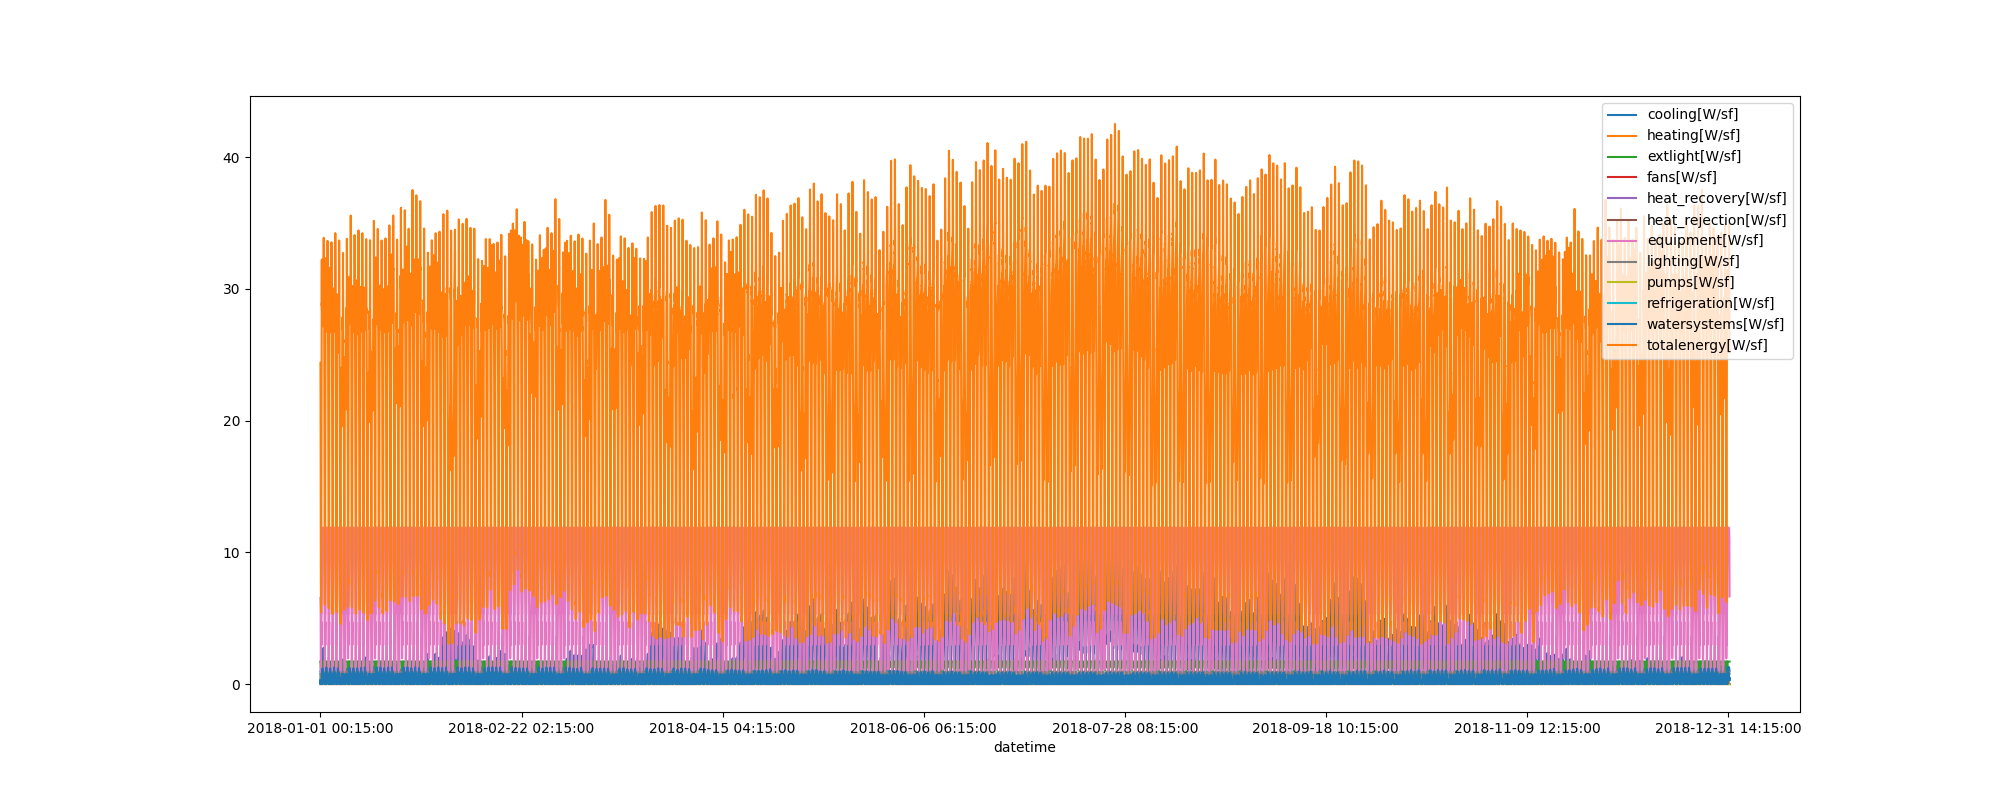 cooling[W/sf]
heating[W/sf]
extlight[W/sf]
fans[W/sf]
heat_recovery[W/sf]
heat_rejection[W/sf]
equipment[W/sf]
lighting[W/sf]
pumps[W/sf]
refrigeration[W/sf]
watersystems[W/sf]
totalenergy[W/sf]
40
30
20
10
0
2018-01-01 00:15:00 2018-02-22 02:15:00 2018-04-15 04:15:00 2018-06-06 06:15:00 2018-07-28 08:15:00 2018-09-18 10:15:00 2018-11-09 12:15:00 2018-12-31 14:15:00
datetime